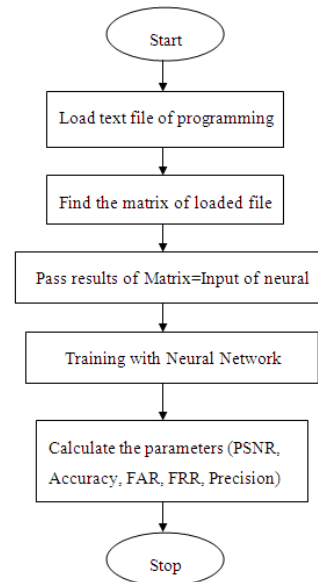 Start
Load text file of programming
Find the matrix of loaded file
Pass results of Matrix=Input of neural
Training with Neural Network
Calculate the parameters (PSNR,
Accuracy, FAR, FRR, Precision)
Stop